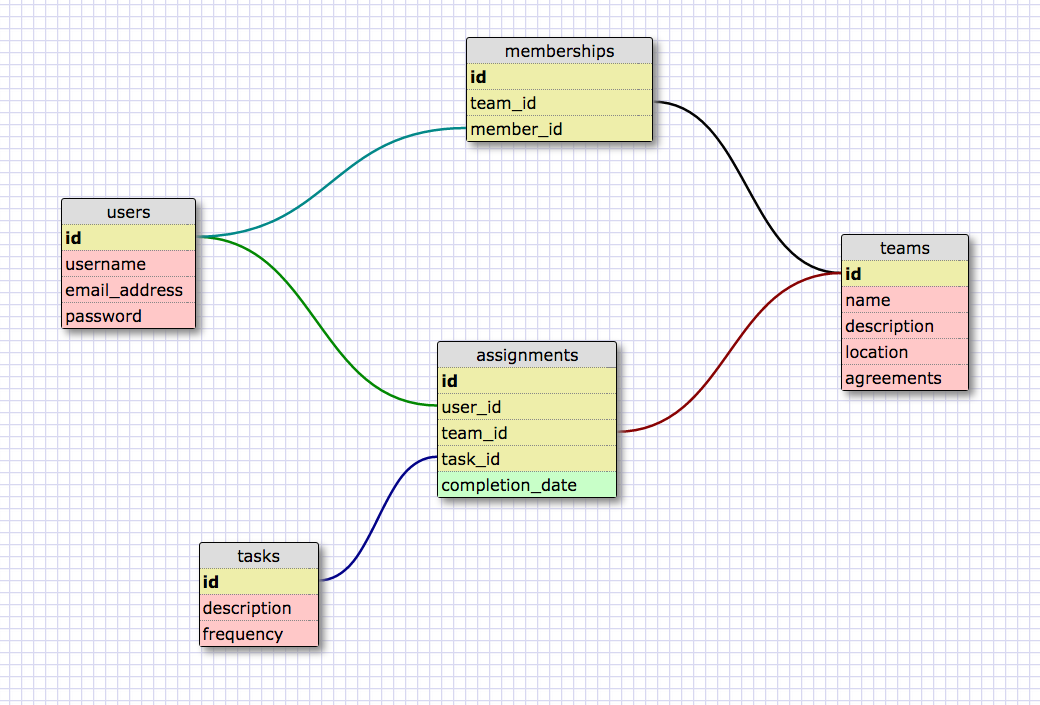 memberships
id
team_id
member_id
users
id
username
email_address
password
teams
id
name
description
location
agreements
assignments
id
user_id
team_id
task_id
completion_date
tasks
id
description
frequency